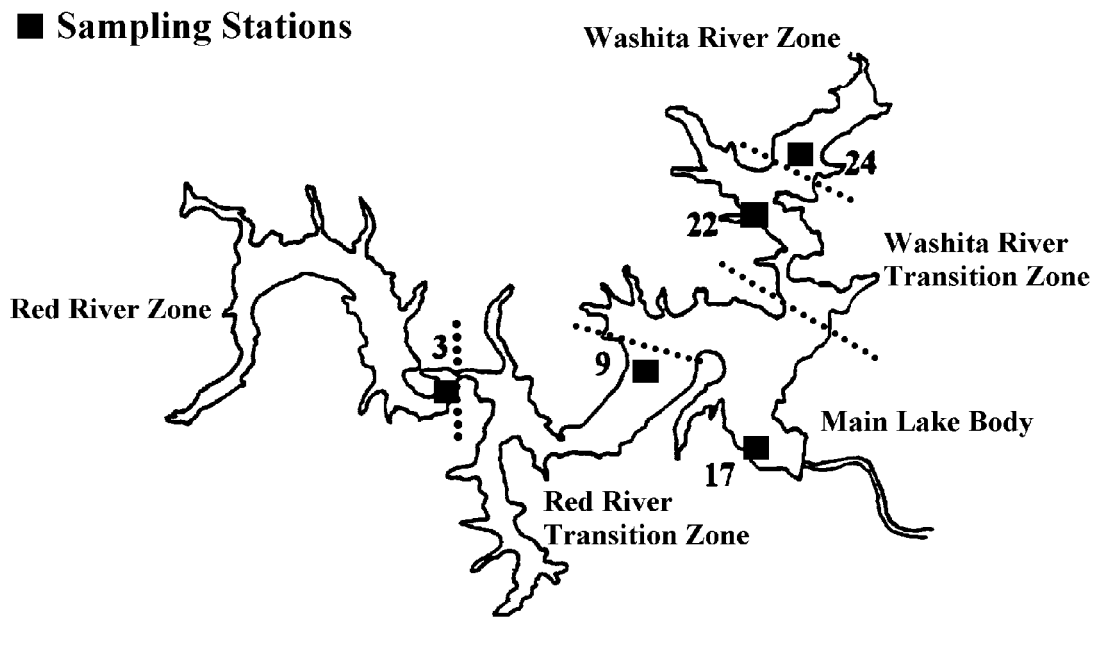 Sampling Stations
Washita River Zone
24
22
Washita River
Transition Zone
Red River Zone
3
9
Main Lake Body
17
Red River
Transition Zone